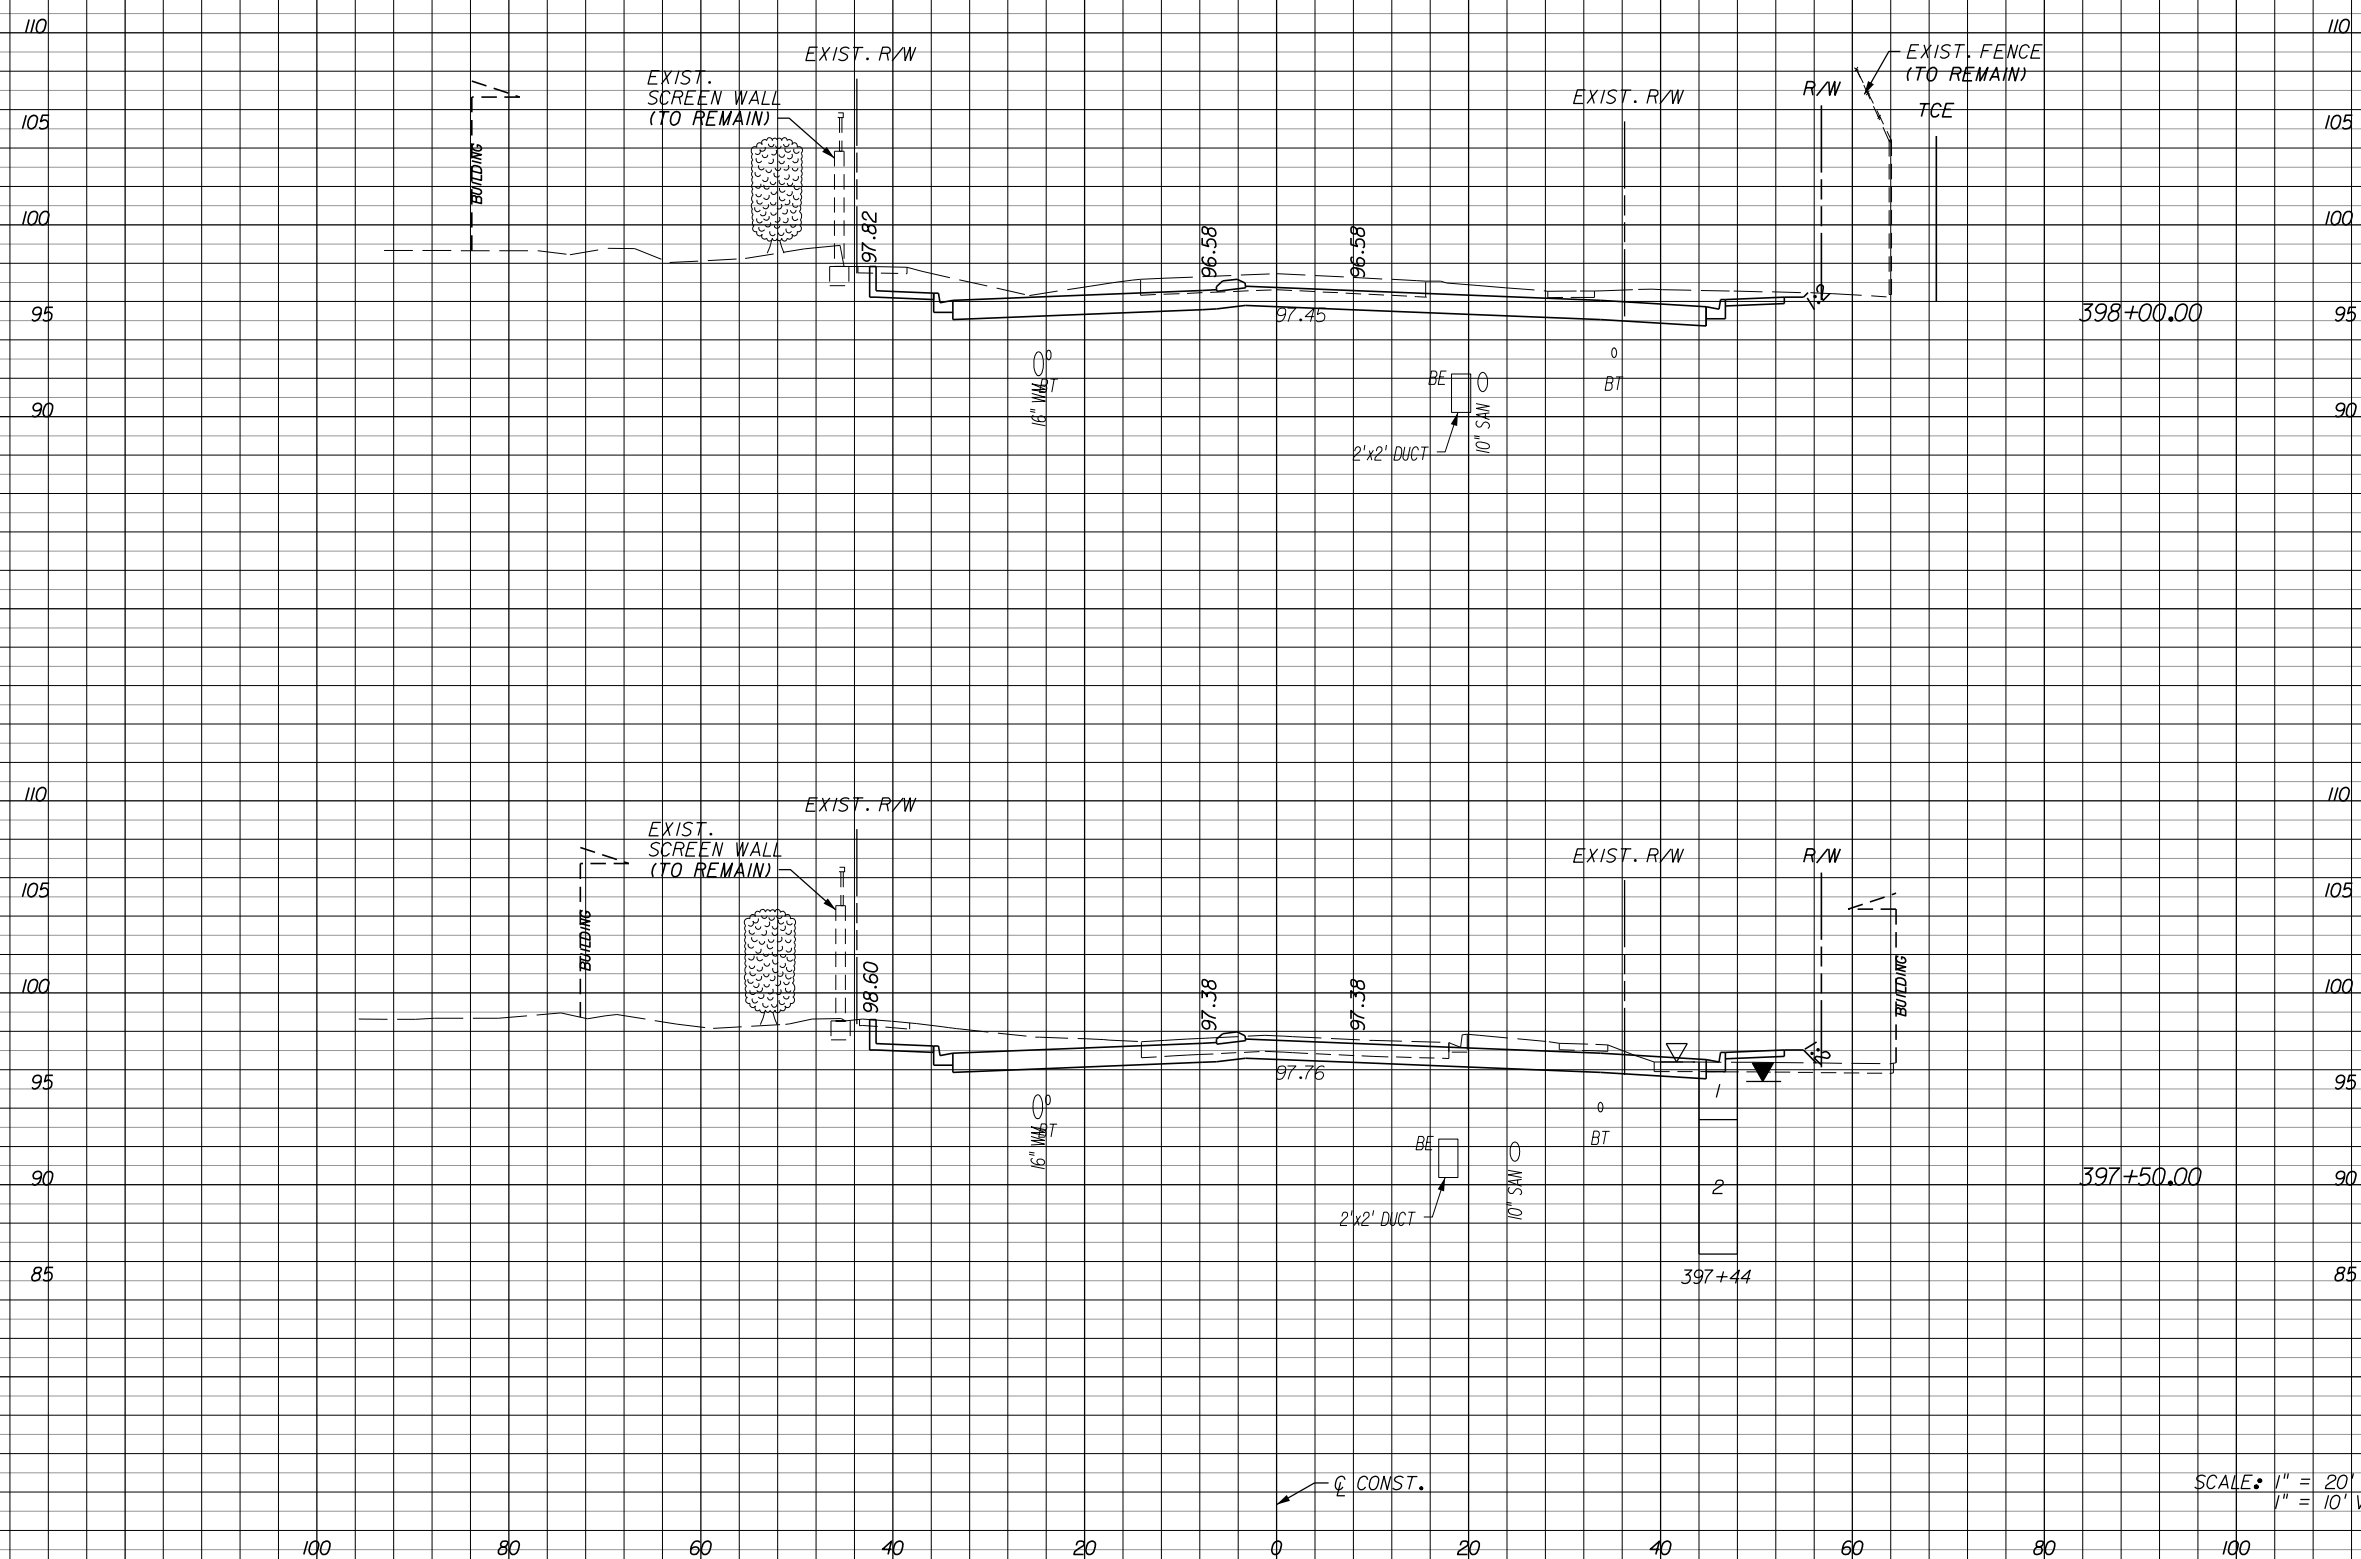 110
110
EXIST. R/W
EXIST. FENCE
(TO REMAIN)
EXIST.
SCREEN WALL
(TO REMAIN)
EXIST. R/W
R/W
TCE
105
105
BUILDING
100
100
97.82
96.58
96.58
1:2
95
97.45
398+00.00
95
16" WM
BT
BE
10" SAN
BT
90
90
2'x2' DUCT
110
110
EXIST. R/W
EXIST.
SCREEN WALL
(TO REMAIN)
EXIST. R/W
R/W
105
105
BUILDING
BUILDING
100
100
98.60
97.38
97.38
95
97.76
95
1
16" WM
BT
BE
10" SAN
BT
90
2
397+50.00
90
2'x2' DUCT
85
397+44
85
℄ CONST.
SCALE: 1" = 20'
1" = 10' V
100 80 60 40 20 0 20 40 60 80 100